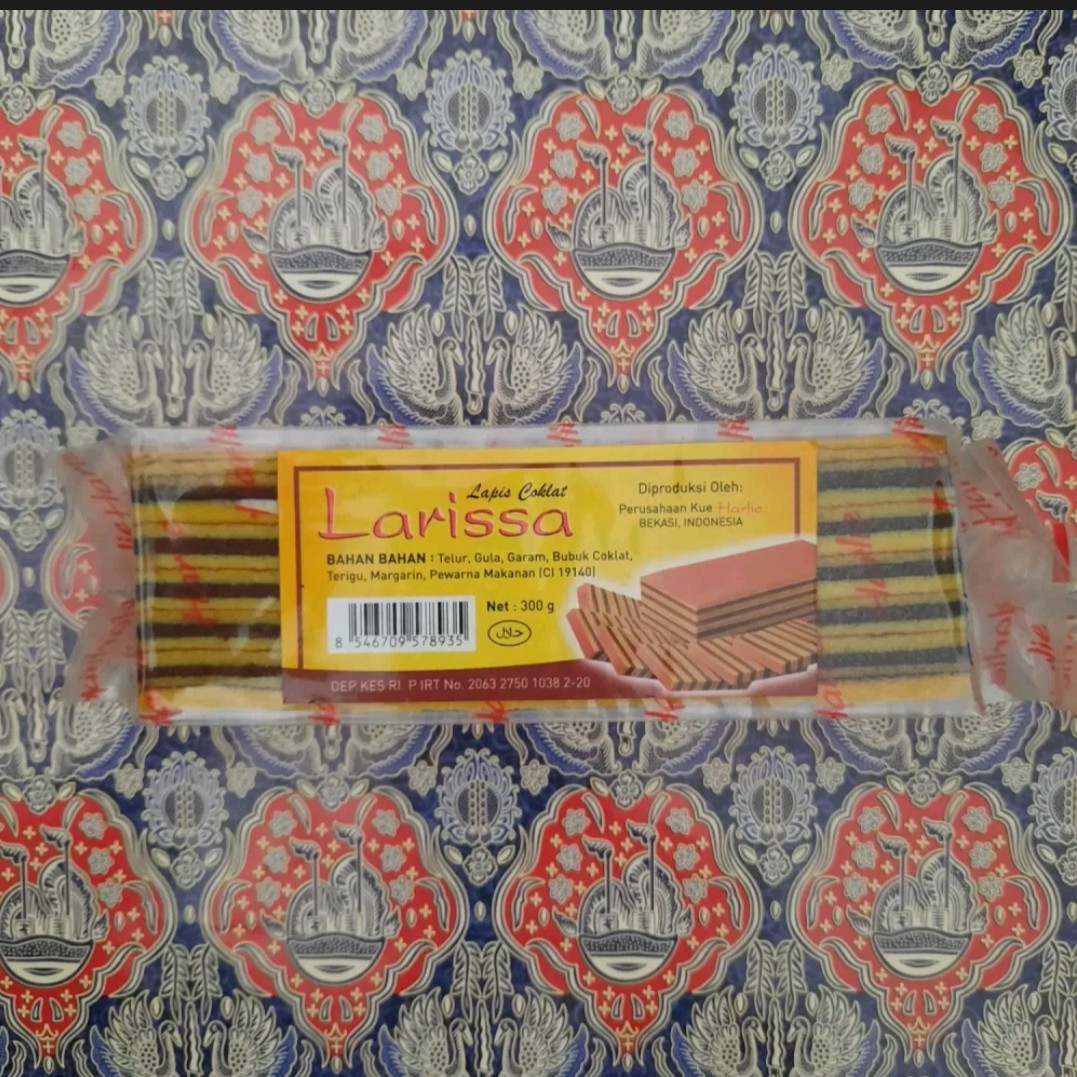 Lapis Coklat
Larissa
BAHAN BAHAN : Telur, Gula, Garam, Bubuk Coklat,
Terigu, Margarin, Pewarna Makanan (CI 19140)
8 546709 578935
Net : 300 g
حلال
DEP KES RI. P IRT No. 2063 2750 1038 2-20
Diproduksi Oleh:
Perusahaan Kue Harlie
BEKASI, INDONESIA